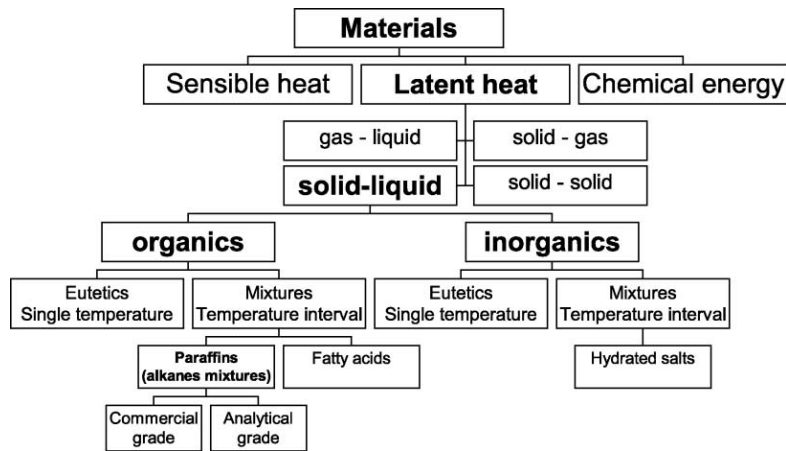 Materials
Sensible heat
Latent heat
Chemical energy
gas - liquid
solid - gas
solid-liquid
solid - solid
organics
inorganics
Eutetics
Single temperature
Mixtures
Temperature interval
Eutetics
Single temperature
Mixtures
Temperature interval
Paraffins
(alkanes mixtures)
Fatty acids
Hydrated salts
Commercial
grade
Analytical
grade